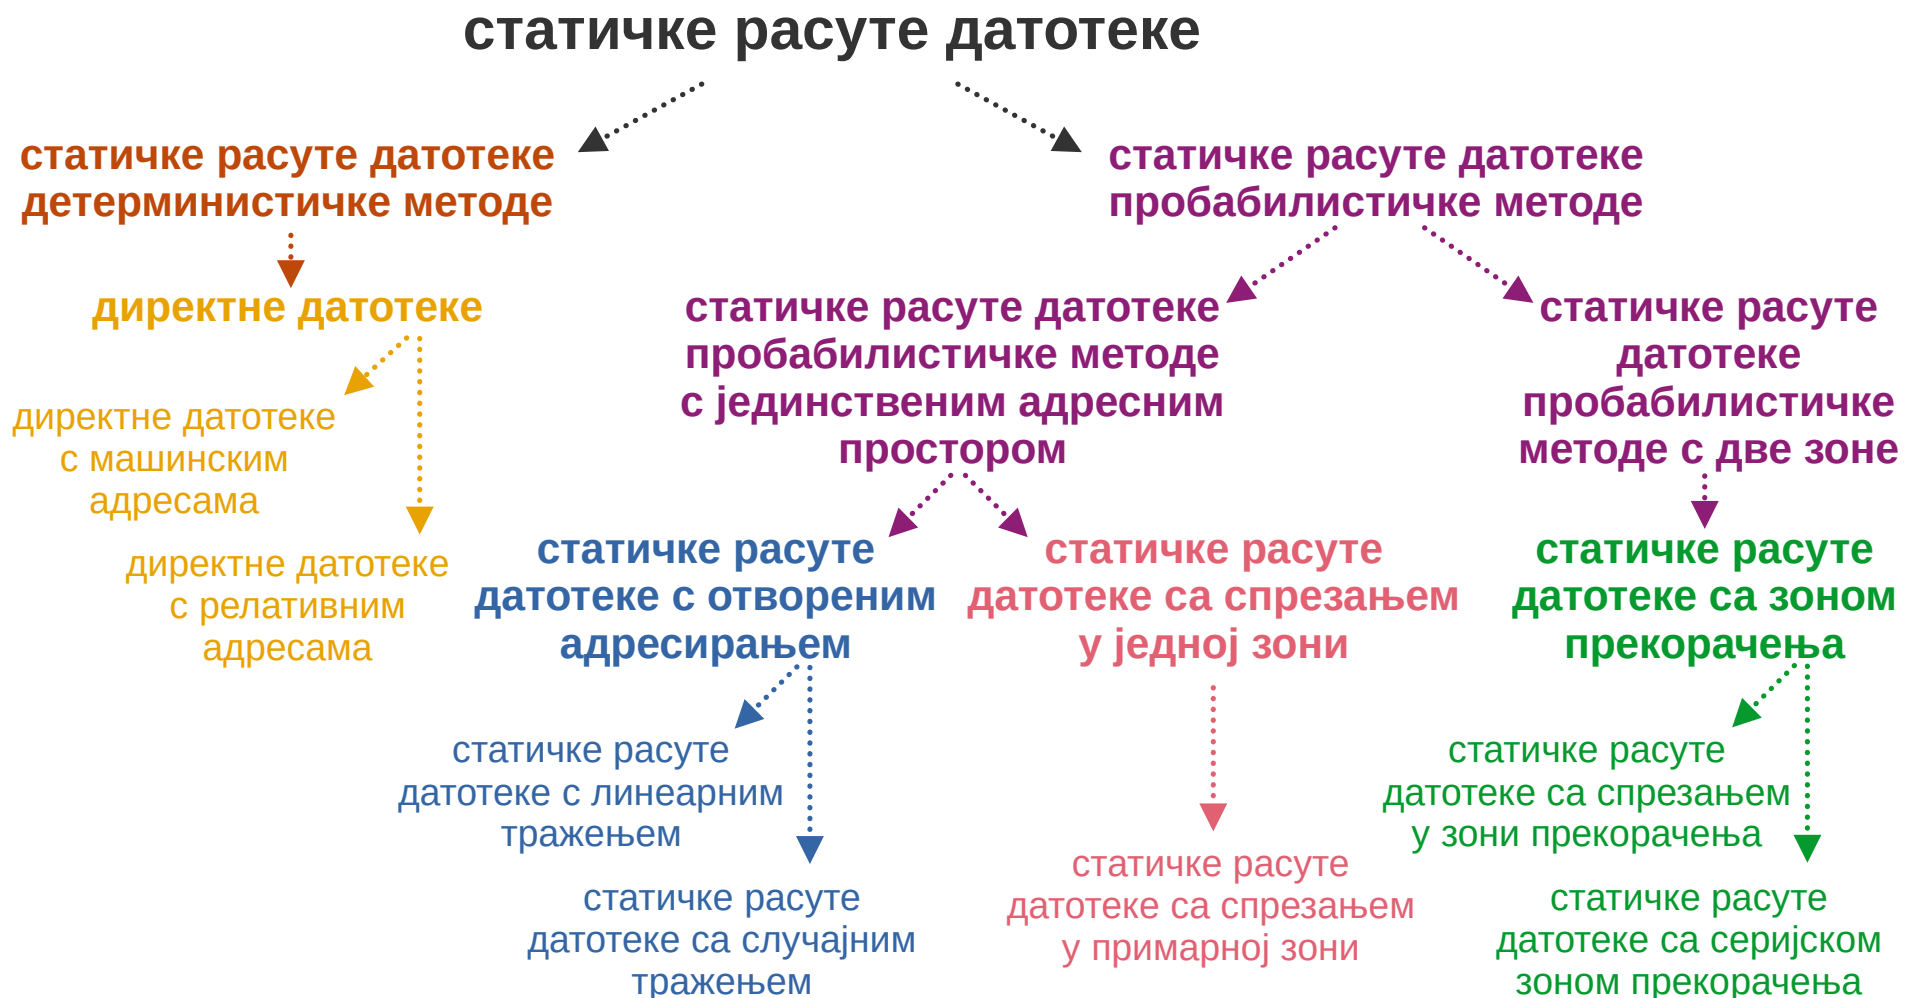 статичке расуте датотеке
статичке расуте датотеке
детерминистичке методе
статичке расуте датотеке
пробабилистичке методе
директне датотеке
статичке расуте датотеке
пробабилистичке методе
с јединственим адресним
простором
статичке расуте
датотеке
пробабилистичке
методе с две зоне
директне датотеке
с машинским
адресама
директне датотеке
с релативним
адресама
статичке расуте
датотеке с отвореним
адресирањем
статичке расуте
датотеке са спрезањем
у једној зони
статичке расуте
датотеке са зоном
прекорачења
статичке расуте
датотеке с линеарним
тражењем
статичке расуте
датотеке са случајним
тражењем
статичке расуте
датотеке са спрезањем
у примарној зони
статичке расуте
датотеке са спрезањем
у зони прекорачења
статичке расуте
датотеке са серијском
зоном прекорачења